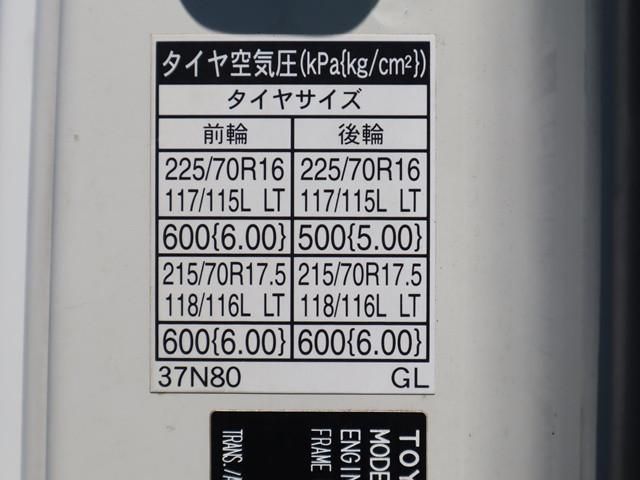 タイヤ空気圧(kPa{kg/cm²})
タイヤサイズ
前輪 後輪
225/70R16 225/70R16
117/115L LT 117/115L LT
600{6.00} 500{5.00}
215/70R17.5 215/70R17.5
118/116L LT 118/116L LT
600{6.00} 600{6.00}
37N80 GL
TOY
MODE
ENGIN
FRAME
TRANS./A